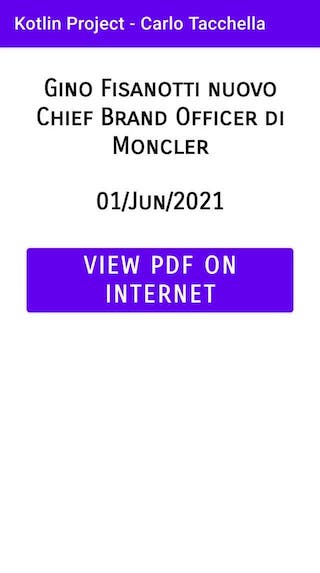 Kotlin Project - Carlo Tacchella
Gino Fisanotti nuovo
Chief Brand Officer di
Moncler
01/Jun/2021
VIEW PDF ON
INTERNET